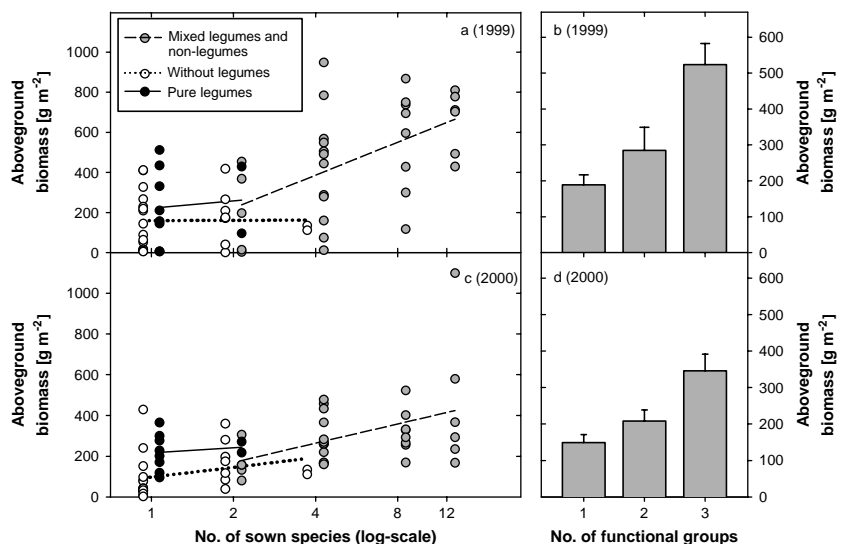 Mixed legumes and
non-legumes
Without legumes
Pure legumes
a (1999)
b (1999)
c (2000)
d (2000)
Aboveground
biomass [g m-2]
1000
800
600
400
200
0
Aboveground
biomass [g m-2]
600
500
400
300
200
100
0
Aboveground
biomass [g m-2]
1000
800
600
400
200
0
Aboveground
biomass [g m-2]
600
500
400
300
200
100
0
1 2 4 8 12
No. of sown species (log-scale)
1 2 3
No. of functional groups